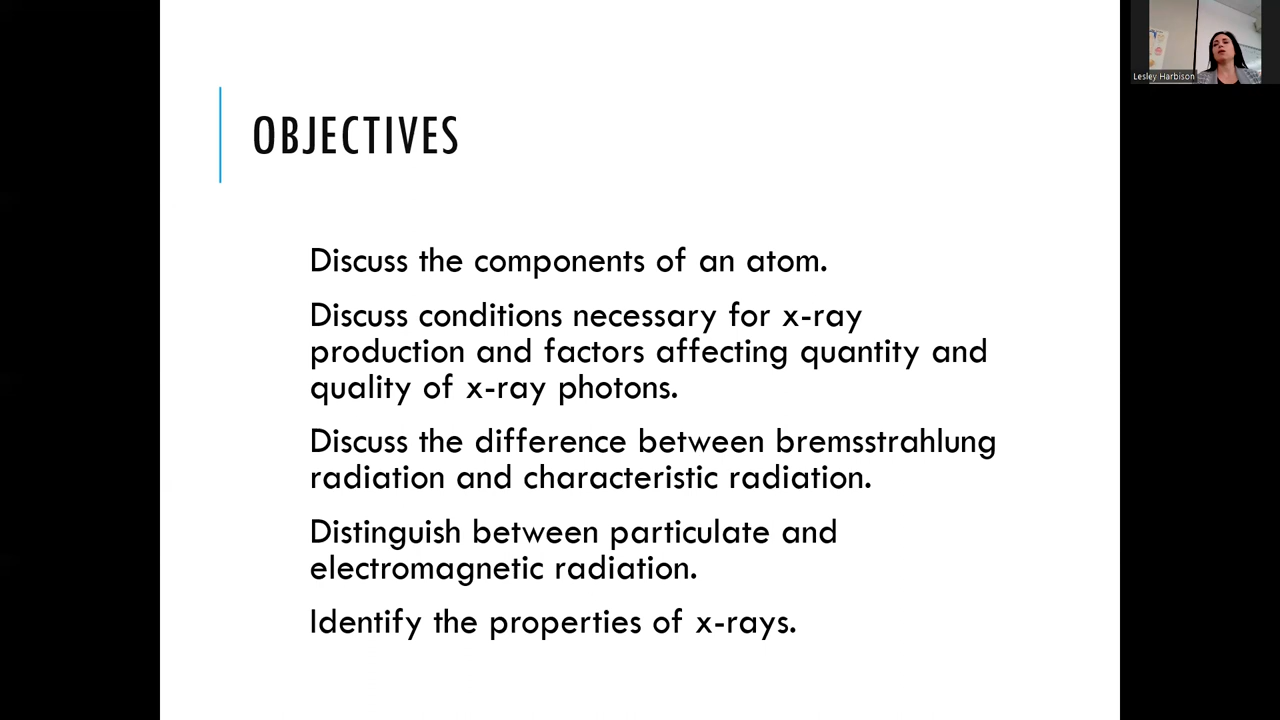 OBJECTIVES
Discuss the components of an atom.
Discuss conditions necessary for x-ray
production and factors affecting quantity and
quality of x-ray photons.
Discuss the difference between bremsstrahlung
radiation and characteristic radiation.
Distinguish between particulate and
electromagnetic radiation.
Identify the properties of x-rays.
Lesley Harbison